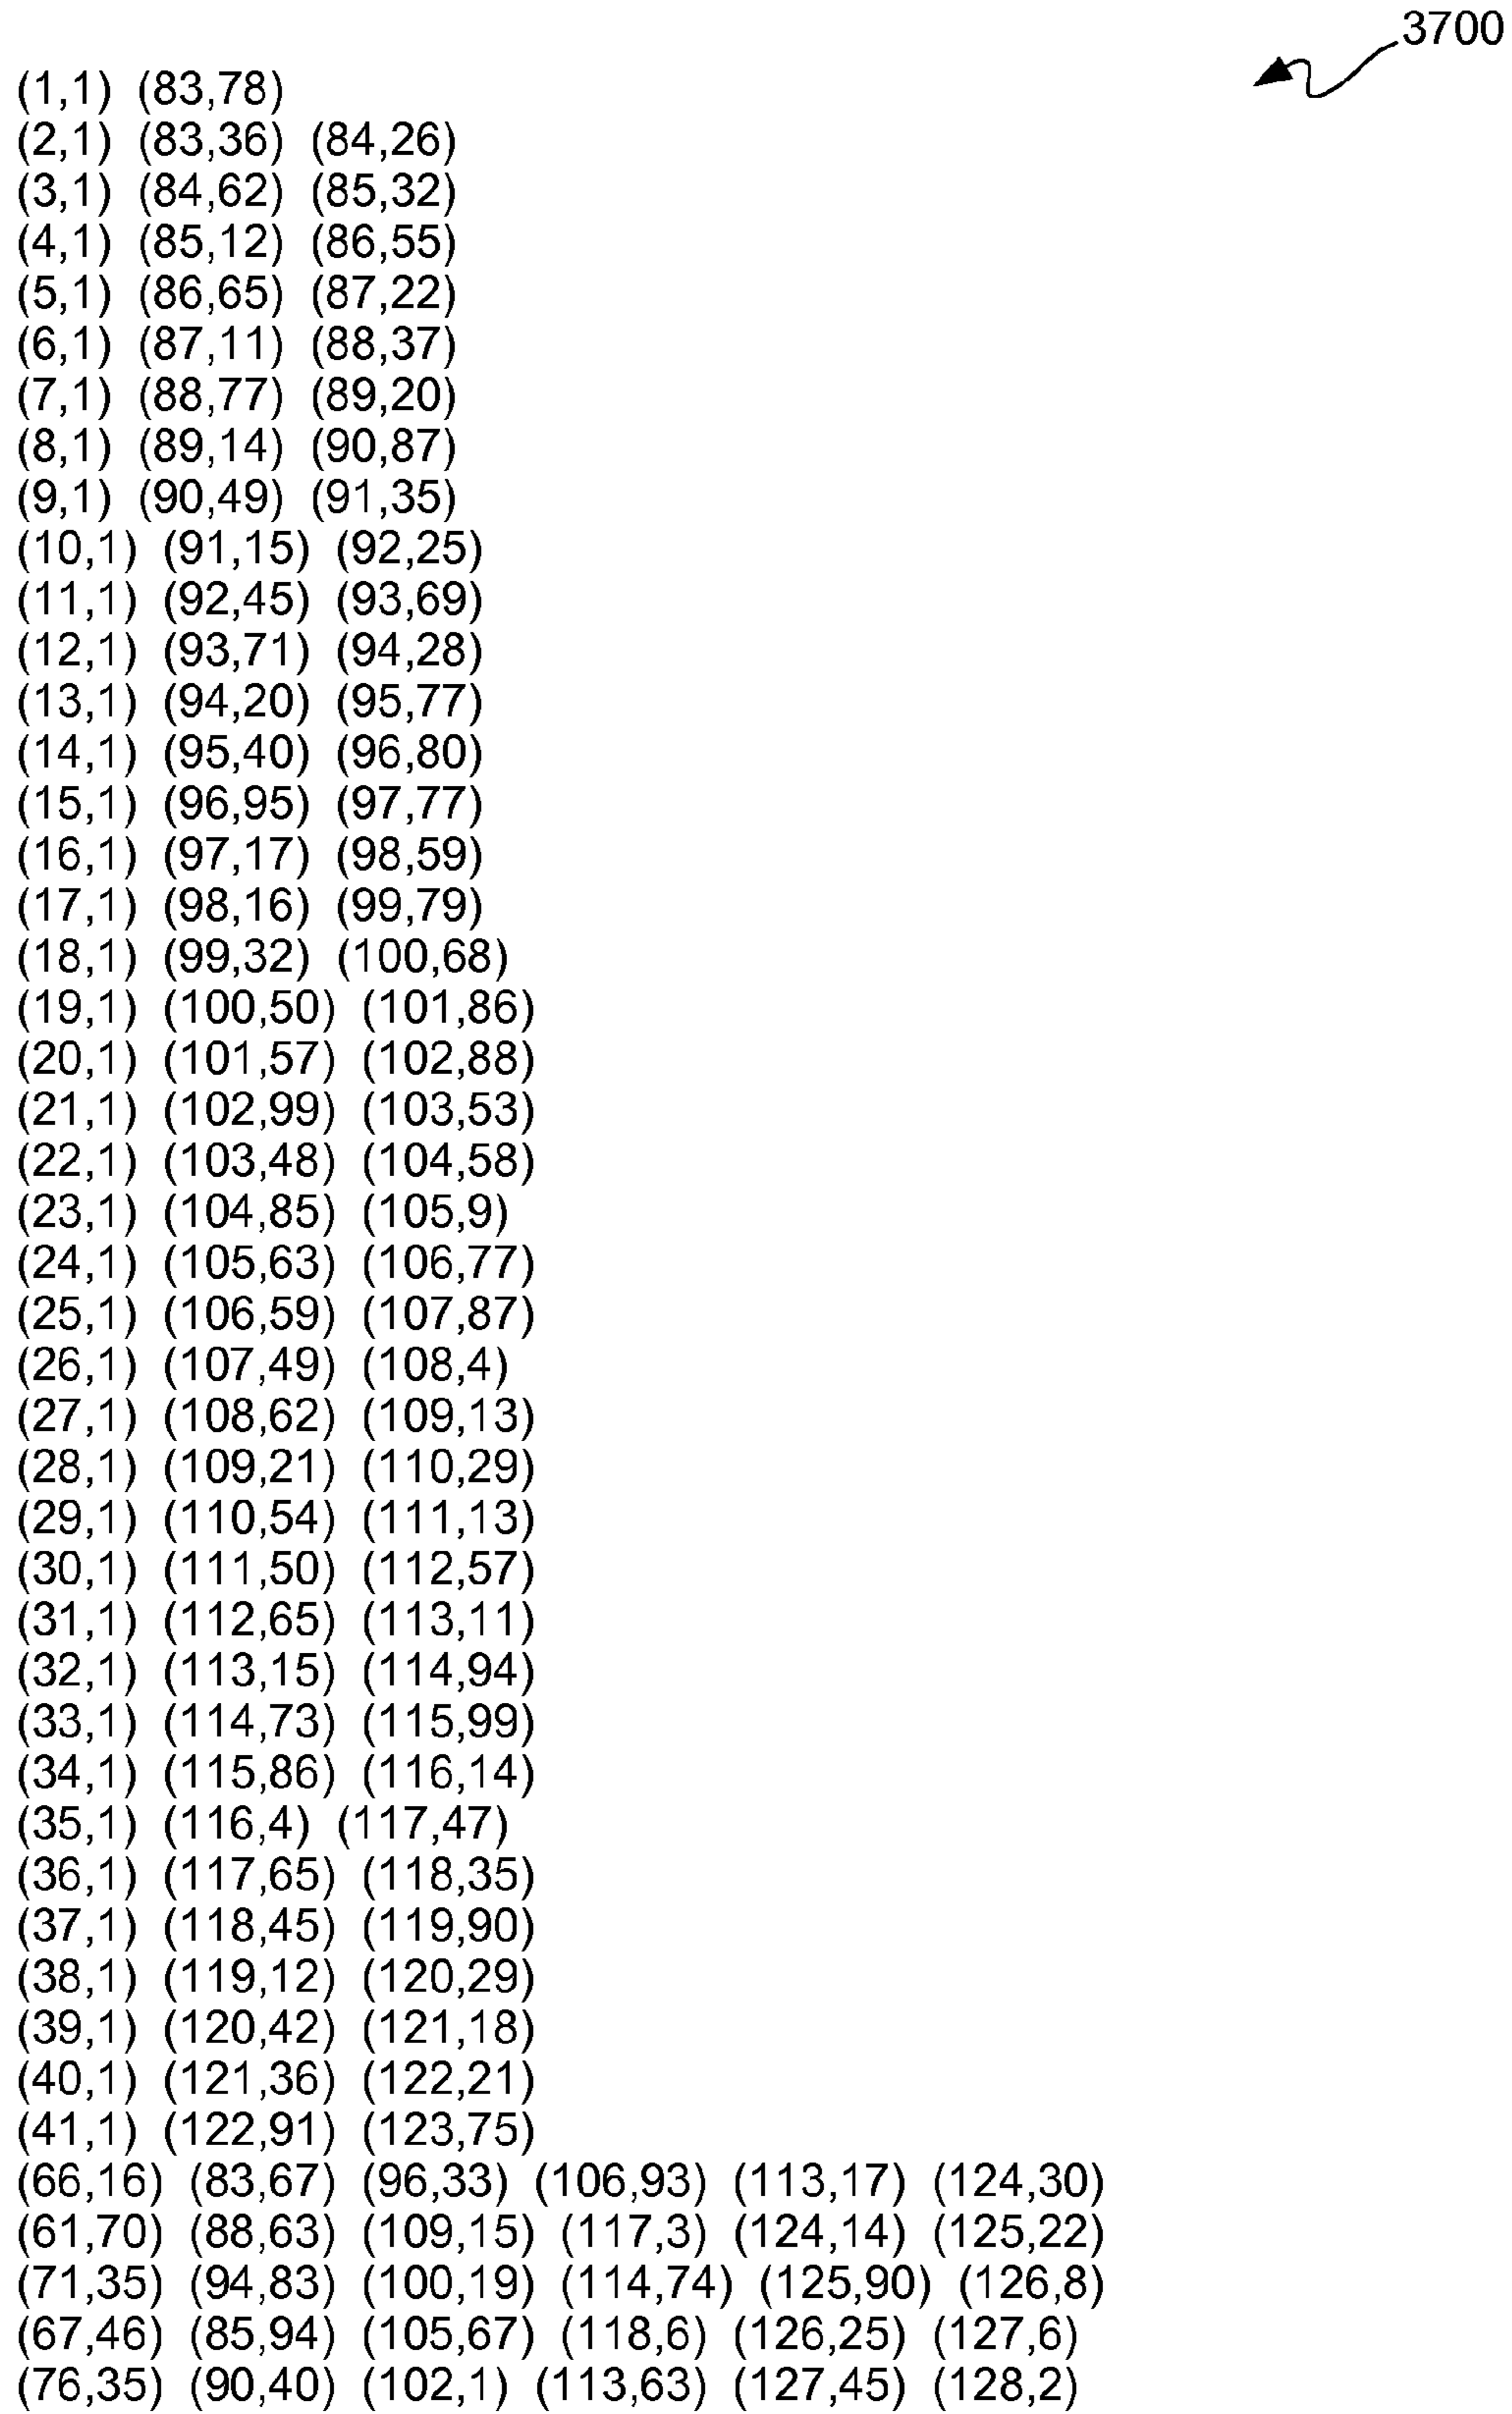 3700
(1,1) (83,78)
(2,1) (83,36) (84,26)
(3,1) (84,62) (85,32)
(4,1) (85,12) (86,55)
(5,1) (86,65) (87,22)
(6,1) (87,11) (88,37)
(7,1) (88,77) (89,20)
(8,1) (89,14) (90,87)
(9,1) (90,49) (91,35)
(10,1) (91,15) (92,25)
(11,1) (92,45) (93,69)
(12,1) (93,71) (94,28)
(13,1) (94,20) (95,77)
(14,1) (95,40) (96,80)
(15,1) (96,95) (97,77)
(16,1) (97,17) (98,59)
(17,1) (98,16) (99,79)
(18,1) (99,32) (100,68)
(19,1) (100,50) (101,86)
(20,1) (101,57) (102,88)
(21,1) (102,99) (103,53)
(22,1) (103,48) (104,58)
(23,1) (104,85) (105,9)
(24,1) (105,63) (106,77)
(25,1) (106,59) (107,87)
(26,1) (107,49) (108,4)
(27,1) (108,62) (109,13)
(28,1) (109,21) (110,29)
(29,1) (110,54) (111,13)
(30,1) (111,50) (112,57)
(31,1) (112,65) (113,11)
(32,1) (113,15) (114,94)
(33,1) (114,73) (115,99)
(34,1) (115,86) (116,14)
(35,1) (116,4) (117,47)
(36,1) (117,65) (118,35)
(37,1) (118,45) (119,90)
(38,1) (119,12) (120,29)
(39,1) (120,42) (121,18)
(40,1) (121,36) (122,21)
(41,1) (122,91) (123,75)
(66,16) (83,67) (96,33) (106,93) (113,17) (124,30)
(61,70) (88,63) (109,15) (117,3) (124,14) (125,22)
(71,35) (94,83) (100,19) (114,74) (125,90) (126,8)
(67,46) (85,94) (105,67) (118,6) (126,25) (127,6)
(76,35) (90,40) (102,1) (113,63) (127,45) (128,2)